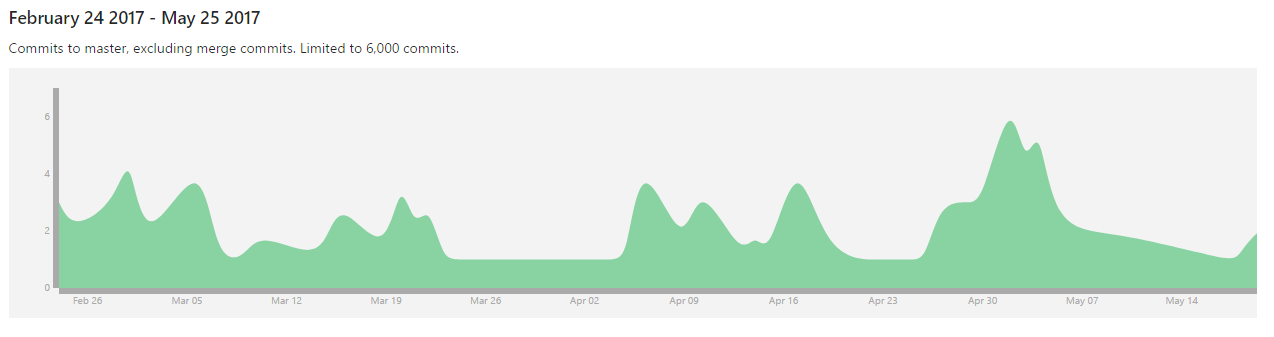 February 24 2017 - May 25 2017
Commits to master, excluding merge commits. Limited to 6,000 commits.
6
4
2
0
Feb 26 Mar 05 Mar 12 Mar 19 Mar 26 Apr 02 Apr 09 Apr 16 Apr 23 Apr 30 May 07 May 14